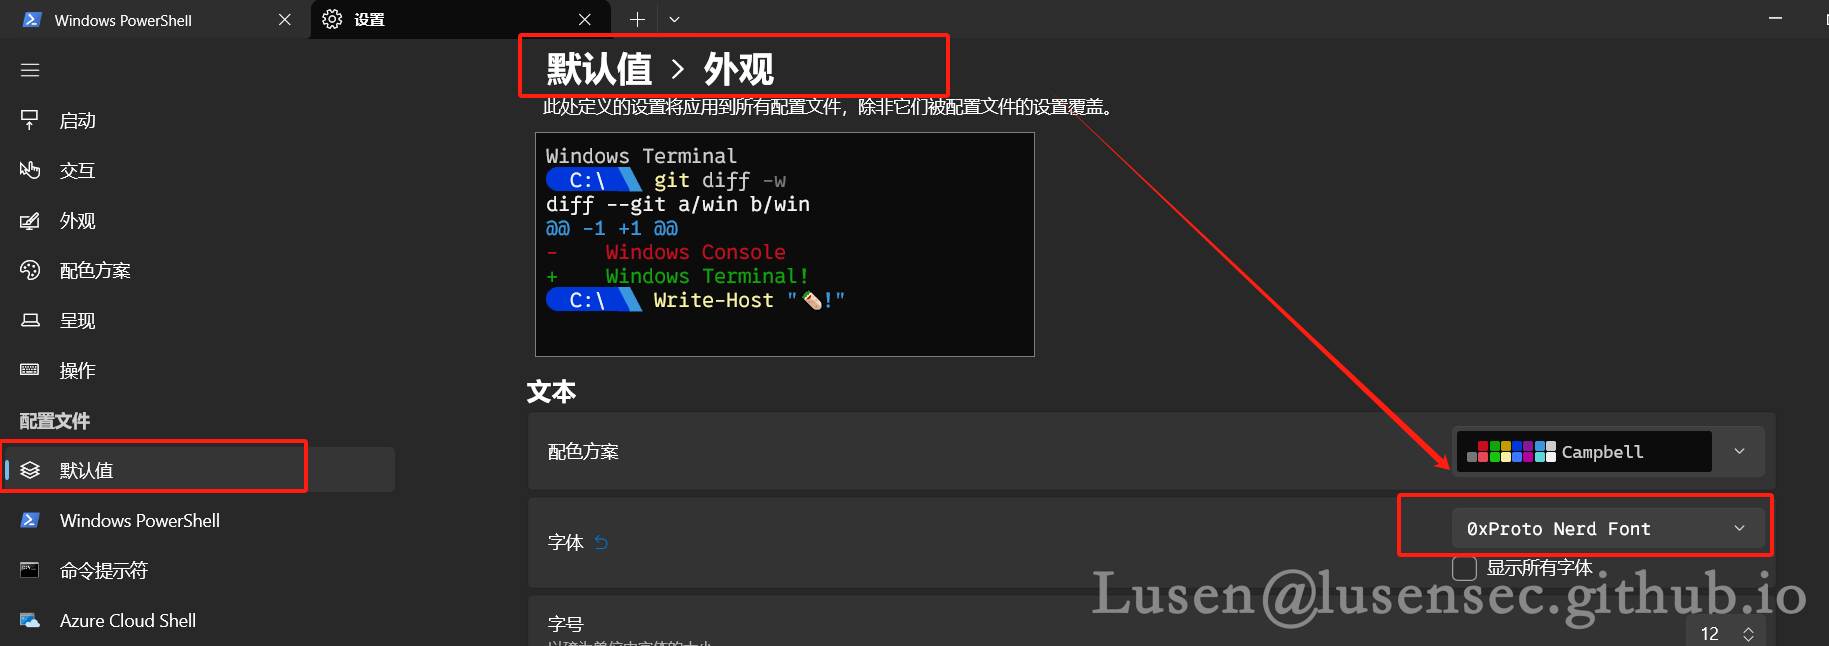 Windows PowerShell
设置
启动
交互
外观
配色方案
呈现
操作
配置文件
默认值
Windows PowerShell
命令提示符
Azure Cloud Shell
默认值 > 外观
此处定义的设置将应用到所有配置文件，除非它们被配置文件的设置覆盖。
Windows Terminal
C:\ git diff -w
diff --git a/win b/win
@@ -1 +1 @@
- Windows Console
+ Windows Terminal!
C:\ Write-Host "🪵!"
文本
配色方案
Campbell
字体
0xProto Nerd Font
显示所有字体
字号
12
Lusen@lusensec.github.io